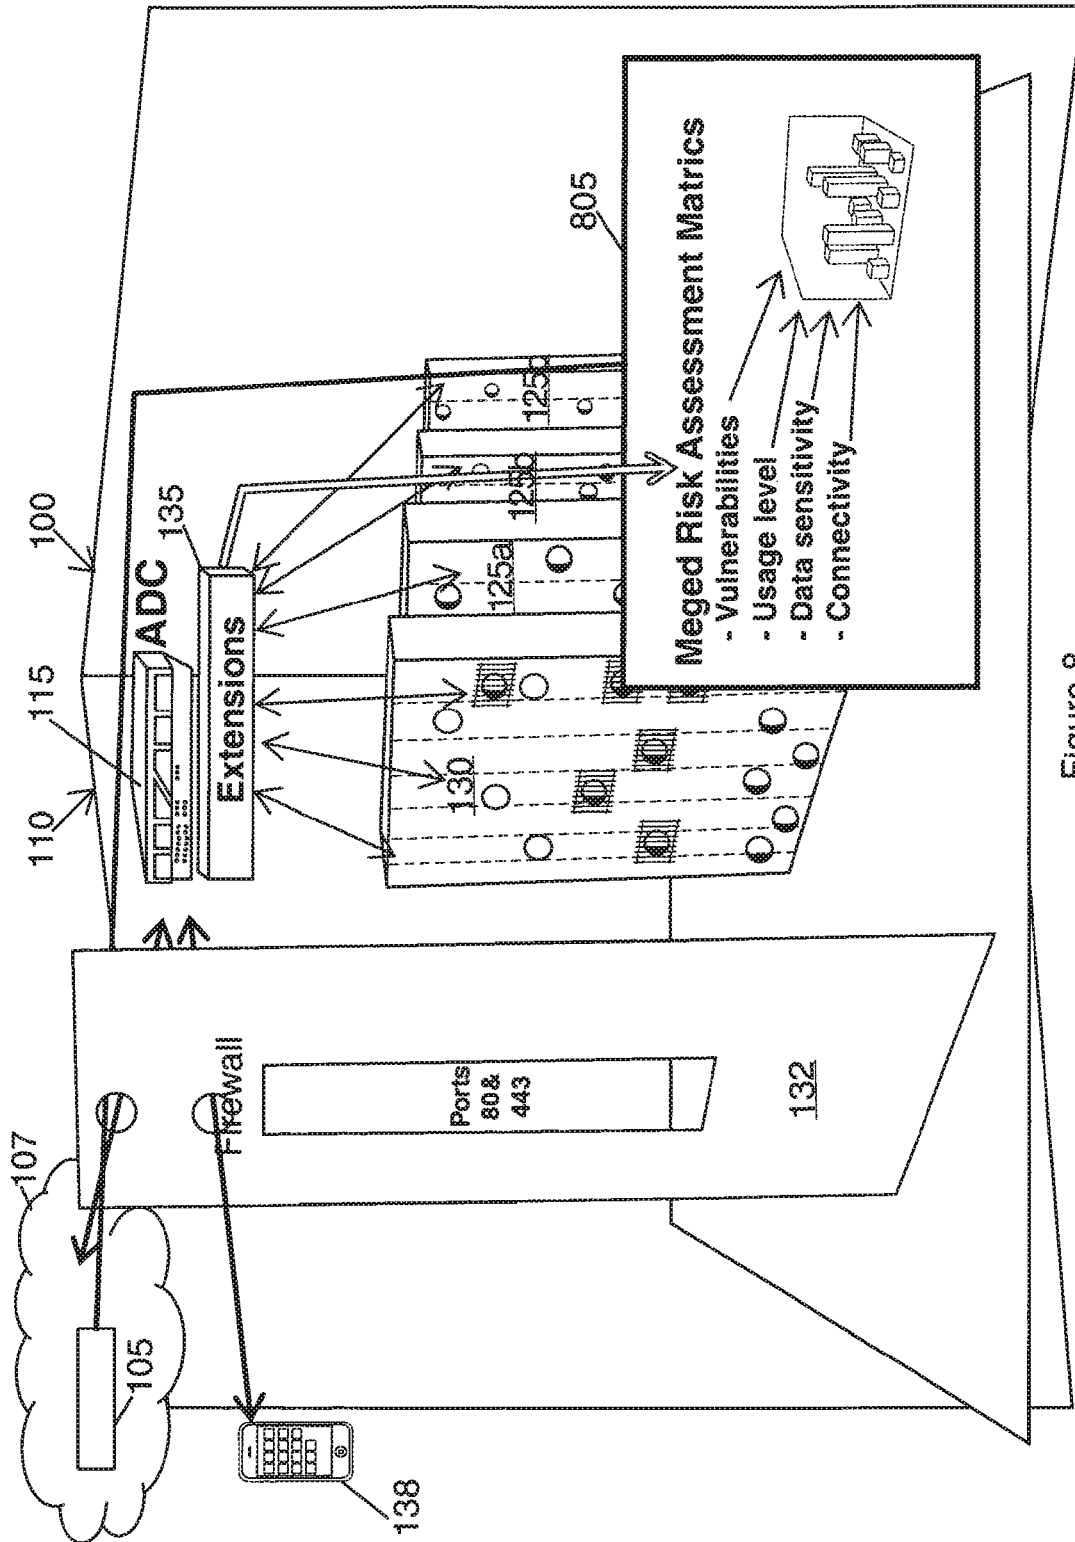 107
105
138
Firewall
Ports
80&
443
132
110
100
115
ADC
135
Extensions
130
125a
125b
805
Meged Risk Assessment Matrics
- Vulnerabilities
- Usage level
- Data sensitivity
- Connectivity